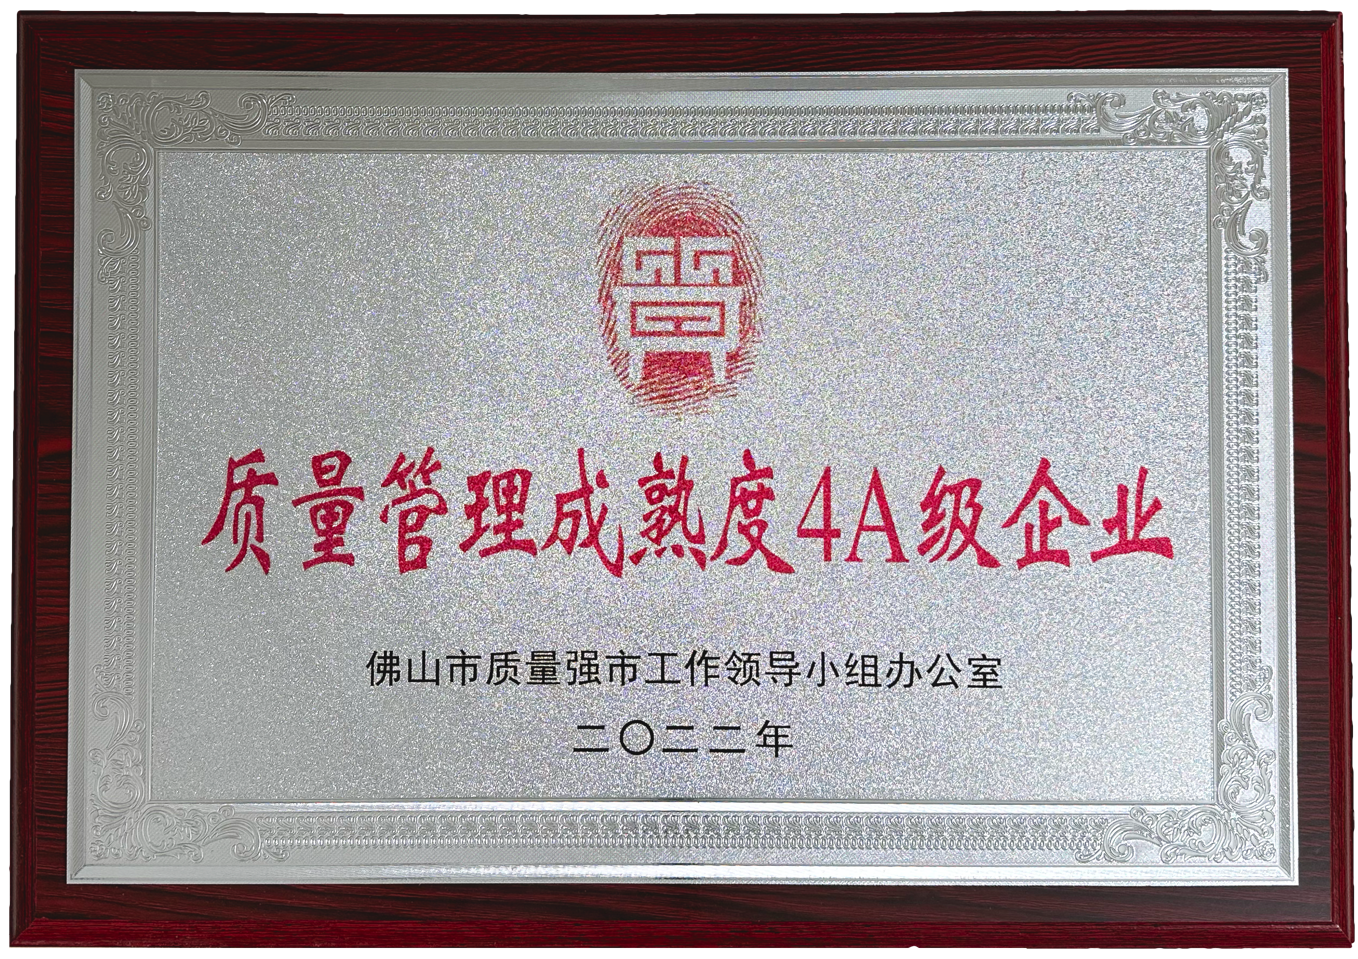 质量管理成熟度4A级企业
佛山市质量强市工作领导小组办公室
二〇二二年